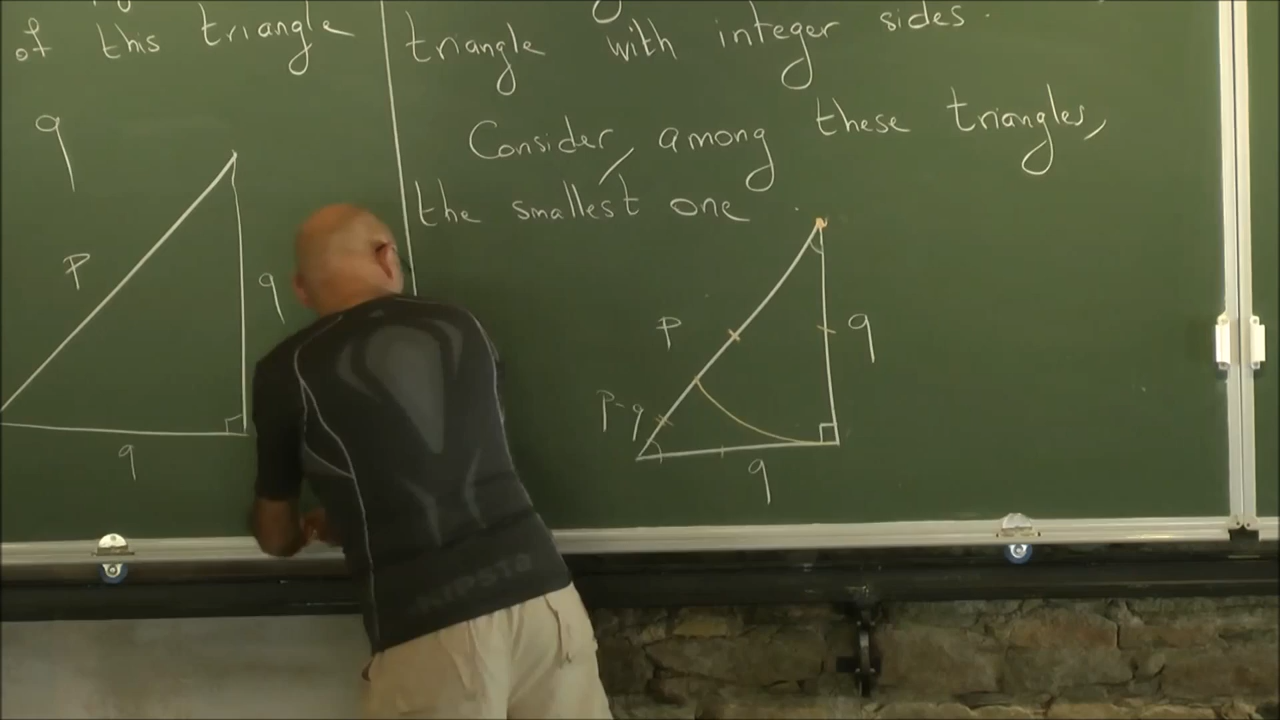 of this triangle
q
P
q
q
triangle with integer sides.
Consider, among these triangles,
the smallest one.
P
q
P-q
q